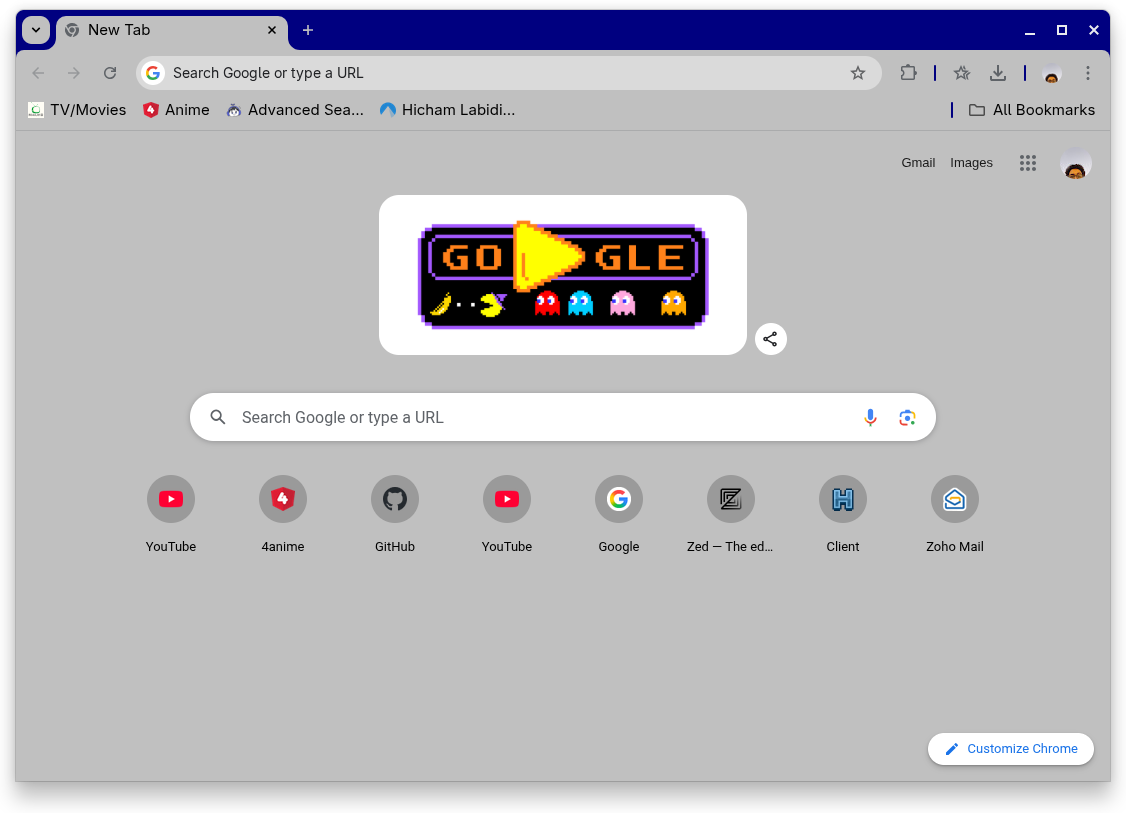 New Tab
Search Google or type a URL
TV/Movies
Anime
Advanced Sea...
Hicham Labidi...
All Bookmarks
Gmail
Images
GO GLE
Search Google or type a URL
YouTube
4anime
GitHub
YouTube
Google
Zed — The ed...
Client
Zoho Mail
Customize Chrome